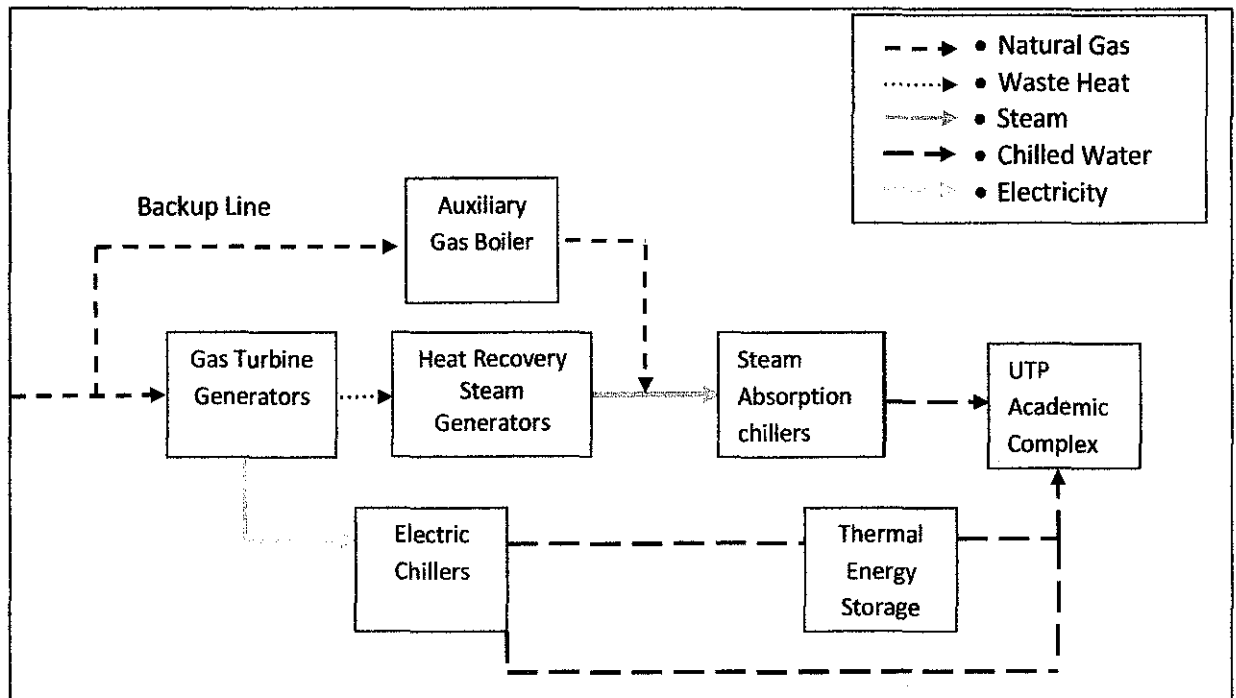 • Natural Gas
• Waste Heat
• Steam
• Chilled Water
• Electricity
Backup Line
Auxiliary
Gas Boiler
Gas Turbine
Generators
Heat Recovery
Steam
Generators
Steam
Absorption
chillers
UTP
Academic
Complex
Electric
Chillers
Thermal
Energy
Storage